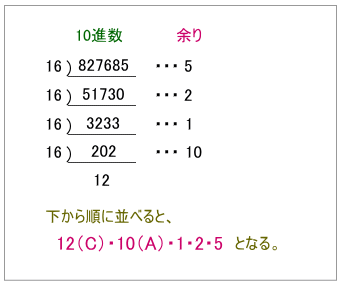 10進数 余り
16 ) 827685 ・・・ 5
16 ) 51730 ・・・ 2
16 ) 3233 ・・・ 1
16 ) 202 ・・・ 10
12
下から順に並べると、
12(C)・10(A)・1・2・5 となる。